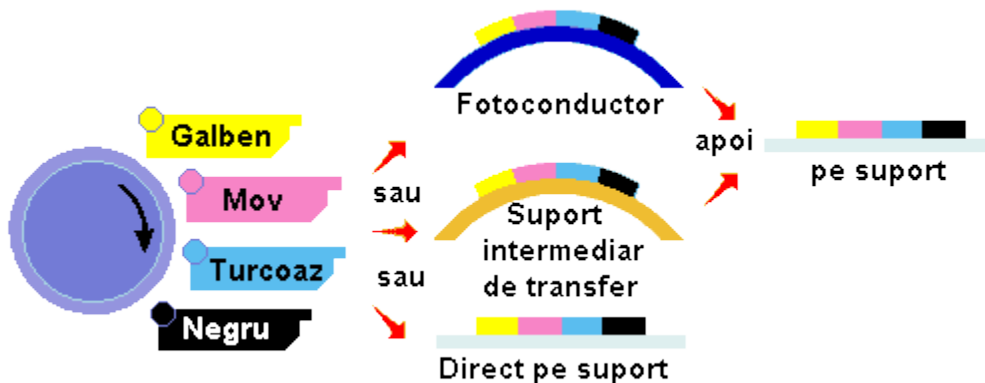 Galben
Mov
Turcoaz
Negru
sau
sau
Fotoconductor
Suport
intermediar
de transfer
Direct pe suport
apoi
pe suport